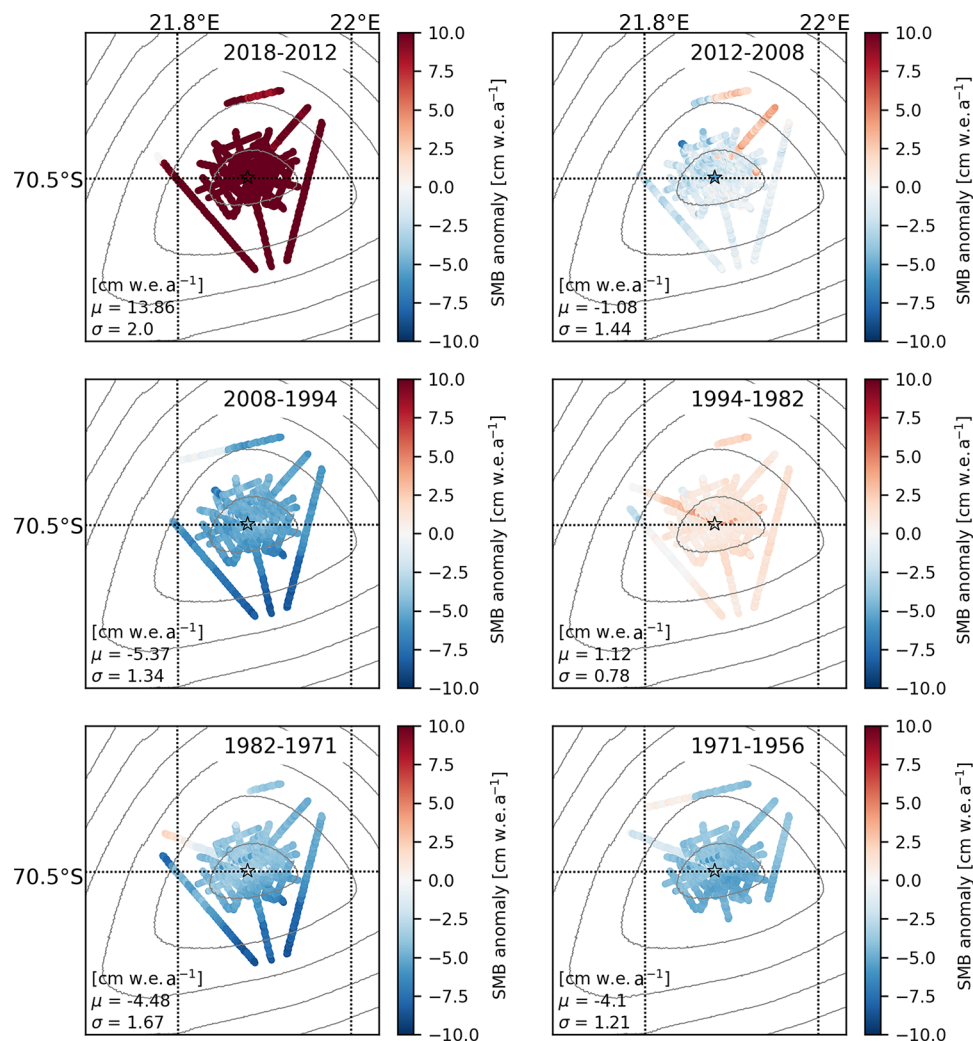 21.8°E 22°E 21.8°E 22°E
2018-2012
70.5°S
[cm w.e.a⁻¹]
μ = 13.86
σ = 2.0
10.0
7.5
5.0
2.5
0.0
−2.5
−5.0
−7.5
−10.0
SMB anomaly [cm w.e.a⁻¹]
2012-2008
[cm w.e.a⁻¹]
μ = -1.08
σ = 1.44
10.0
7.5
5.0
2.5
0.0
−2.5
−5.0
−7.5
−10.0
SMB anomaly [cm w.e.a⁻¹]
2008-1994
70.5°S
[cm w.e.a⁻¹]
μ = -5.37
σ = 1.34
10.0
7.5
5.0
2.5
0.0
−2.5
−5.0
−7.5
−10.0
SMB anomaly [cm w.e.a⁻¹]
1994-1982
[cm w.e.a⁻¹]
μ = 1.12
σ = 0.78
10.0
7.5
5.0
2.5
0.0
−2.5
−5.0
−7.5
−10.0
SMB anomaly [cm w.e.a⁻¹]
1982-1971
70.5°S
[cm w.e.a⁻¹]
μ = -4.48
σ = 1.67
10.0
7.5
5.0
2.5
0.0
−2.5
−5.0
−7.5
−10.0
SMB anomaly [cm w.e.a⁻¹]
1971-1956
[cm w.e.a⁻¹]
μ = -4.1
σ = 1.21
10.0
7.5
5.0
2.5
0.0
−2.5
−5.0
−7.5
−10.0
SMB anomaly [cm w.e.a⁻¹]